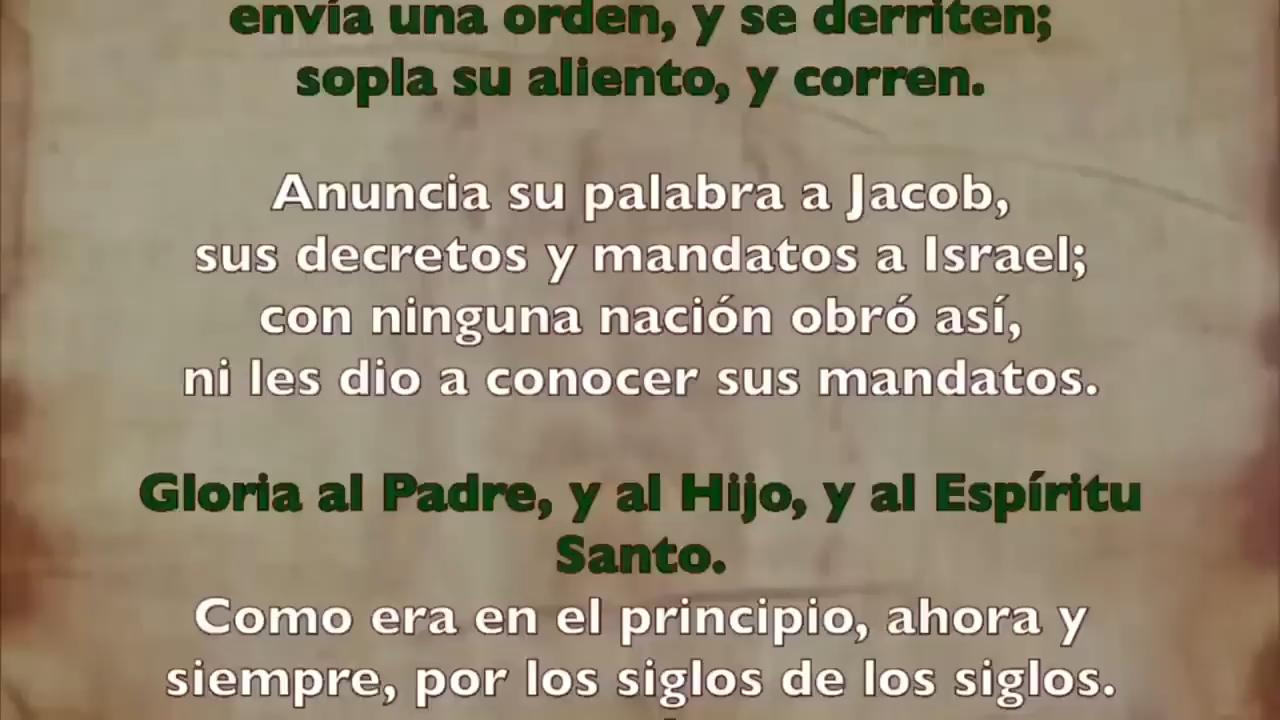 envía una orden, y se derriten;
sopla su aliento, y corren.
Anuncia su palabra a Jacob,
sus decretos y mandatos a Israel;
con ninguna nación obró así,
ni les dio a conocer sus mandatos.
Gloria al Padre, y al Hijo, y al Espíritu
Santo.
Como era en el principio, ahora y
siempre, por los siglos de los siglos.